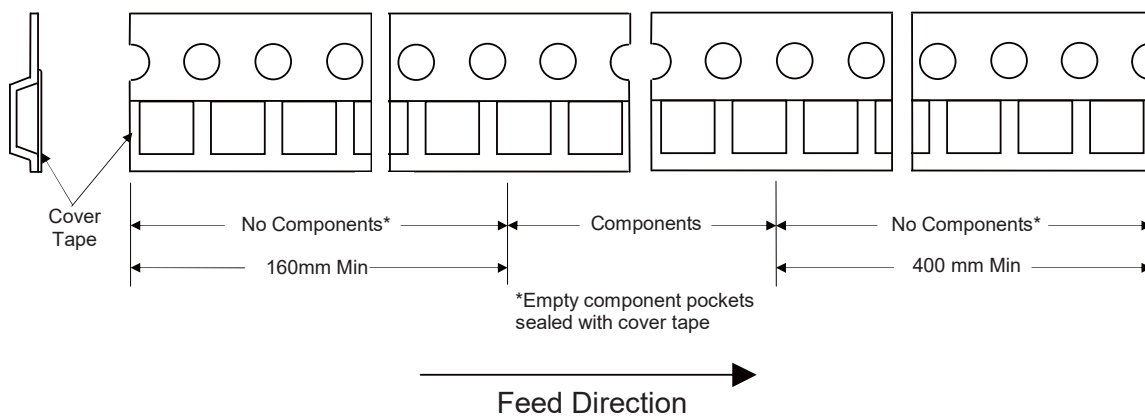 Cover
Tape
No Components*
Components
No Components*
160mm Min
400 mm Min
*Empty component pockets
sealed with cover tape
Feed Direction